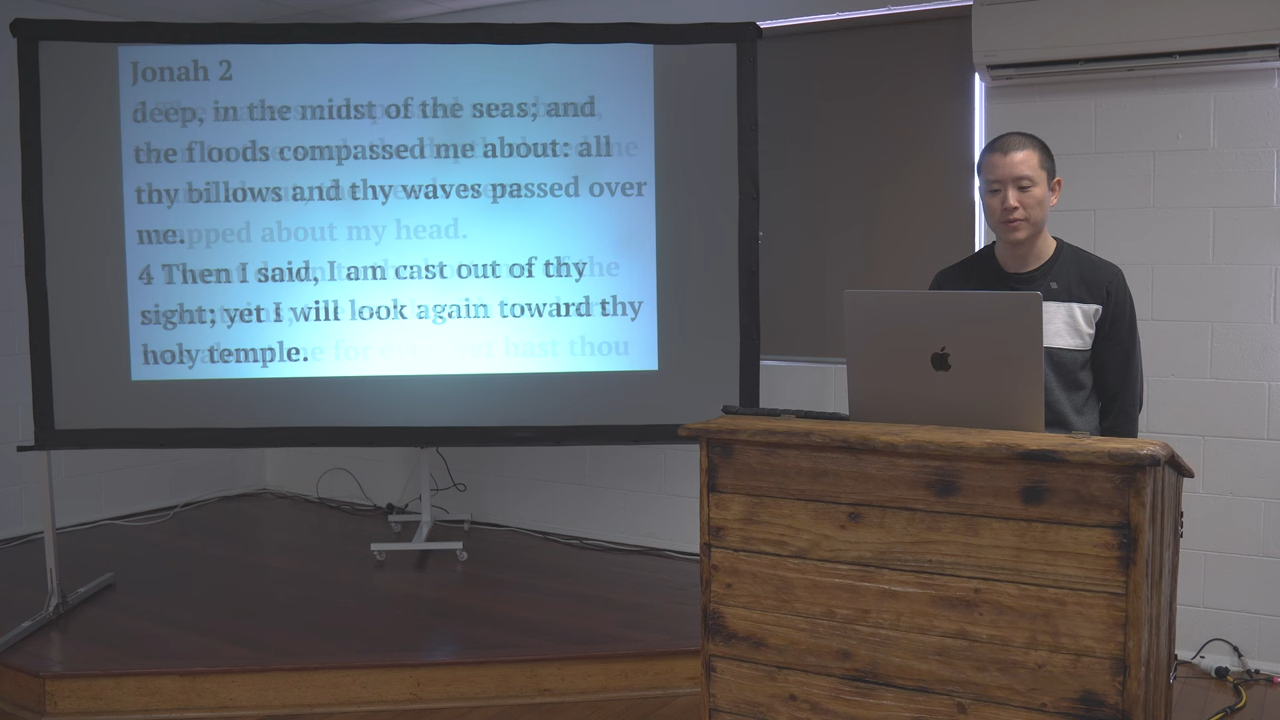 Jonah 2
deep, in the midst of the seas; and
the floods compassed me about: all
thy billows and thy waves passed over
me.
4 Then I said, I am cast out of thy
sight; yet I will look again toward thy
holy temple.